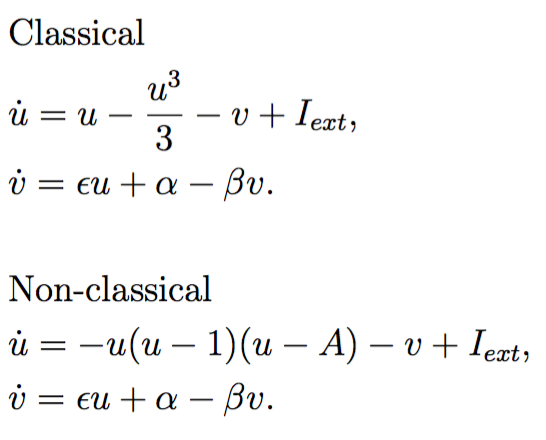 Classical
u̇ = u − u³/3 − v + I_ext,
v̇ = ϵu + α − βv.
Non-classical
u̇ = −u(u − 1)(u − A) − v + I_ext,
v̇ = ϵu + α − βv.